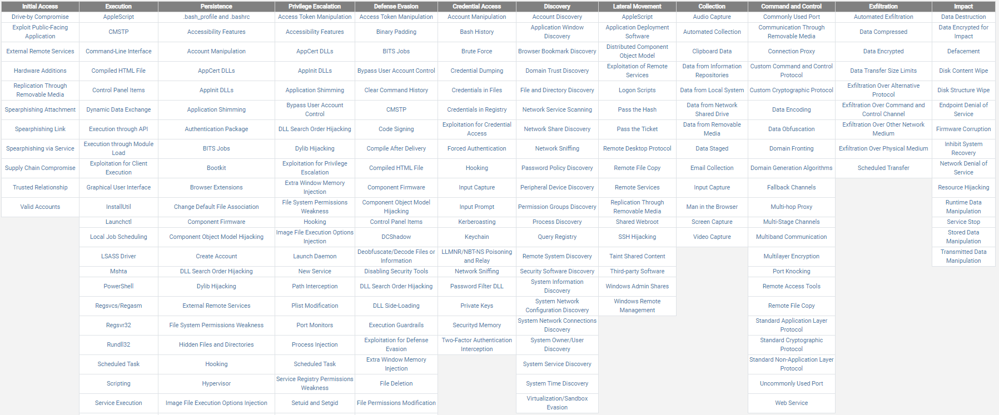 Initial Access
Drive-by Compromise
Exploit Public-Facing
Application
External Remote Services
Hardware Additions
Replication Through
Removable Media
Spearphishing Attachment
Spearphishing Link
Spearphishing via Service
Supply Chain Compromise
Trusted Relationship
Valid Accounts
Execution
AppleScript
CMSTP
Command-Line Interface
Compiled HTML File
Control Panel Items
Dynamic Data Exchange
Execution through API
Execution through Module
Load
Exploitation for Client
Execution
Graphical User Interface
InstallUtil
Launchctl
Local Job Scheduling
LSASS Driver
Mshta
PowerShell
Regsvcs/Regasm
Regsvr32
Rundll32
Scheduled Task
Scripting
Service Execution
Persistence
.bash_profile and .bashrc
Accessibility Features
Account Manipulation
AppCert DLLs
AppInit DLLs
Application Shimming
Authentication Package
BITS Jobs
Bootkit
Browser Extensions
Change Default File Association
Component Firmware
Component Object Model Hijacking
Create Account
DLL Search Order Hijacking
Dylib Hijacking
External Remote Services
File System Permissions Weakness
Hidden Files and Directories
Hooking
Hypervisor
Image File Execution Options Injection
Privilege Escalation
Access Token Manipulation
Accessibility Features
AppCert DLLs
AppInit DLLs
Application Shimming
Bypass User Account
Control
DLL Search Order Hijacking
Dylib Hijacking
Exploitation for Privilege
Escalation
Extra Window Memory
Injection
File System Permissions
Weakness
Hooking
Image File Execution Options
Injection
Launch Daemon
New Service
Path Interception
Plist Modification
Port Monitors
Process Injection
Scheduled Task
Service Registry Permissions
Weakness
Setuid and Setgid
Defense Evasion
Access Token Manipulation
Binary Padding
BITS Jobs
Bypass User Account Control
Clear Command History
CMSTP
Code Signing
Compile After Delivery
Compiled HTML File
Component Firmware
Component Object Model
Hijacking
Control Panel Items
DCShadow
Deobfuscate/Decode Files or
Information
Disabling Security Tools
DLL Search Order Hijacking
DLL Side-Loading
Execution Guardrails
Exploitation for Defense
Evasion
Extra Window Memory
Injection
File Deletion
File Permissions Modification
Credential Access
Account Manipulation
Bash History
Brute Force
Credential Dumping
Credentials in Files
Credentials in Registry
Exploitation for Credential
Access
Forced Authentication
Hooking
Input Capture
Input Prompt
Kerberoasting
Keychain
LLMNR/NBT-NS Poisoning
and Relay
Network Sniffing
Password Filter DLL
Private Keys
Securityd Memory
Two-Factor Authentication
Interception
Discovery
Account Discovery
Application Window
Discovery
Browser Bookmark Discovery
Domain Trust Discovery
File and Directory Discovery
Network Service Scanning
Network Share Discovery
Network Sniffing
Password Policy Discovery
Peripheral Device Discovery
Permission Groups Discovery
Process Discovery
Query Registry
Remote System Discovery
Security Software Discovery
System Information
Discovery
System Network
Configuration Discovery
System Network Connections
Discovery
System Owner/User
Discovery
System Service Discovery
System Time Discovery
Virtualization/Sandbox
Evasion
Lateral Movement
AppleScript
Application Deployment
Software
Distributed Component
Object Model
Exploitation of Remote
Services
Logon Scripts
Pass the Hash
Pass the Ticket
Remote Desktop Protocol
Remote File Copy
Remote Services
Replication Through
Removable Media
Shared Webroot
SSH Hijacking
Taint Shared Content
Third-party Software
Windows Admin Shares
Windows Remote
Management
Collection
Audio Capture
Automated Collection
Clipboard Data
Data from Information
Repositories
Data from Local System
Data from Network
Shared Drive
Data from Removable
Media
Data Staged
Email Collection
Input Capture
Man in the Browser
Screen Capture
Video Capture
Command and Control
Commonly Used Port
Communication Through
Removable Media
Connection Proxy
Custom Command and Control
Protocol
Custom Cryptographic Protocol
Data Encoding
Data Obfuscation
Domain Fronting
Domain Generation Algorithms
Fallback Channels
Multi-hop Proxy
Multi-Stage Channels
Multiband Communication
Multilayer Encryption
Port Knocking
Remote Access Tools
Remote File Copy
Standard Application Layer
Protocol
Standard Cryptographic
Protocol
Standard Non-Application Layer
Protocol
Uncommonly Used Port
Web Service
Exfiltration
Automated Exfiltration
Data Compressed
Data Encrypted
Data Transfer Size Limits
Exfiltration Over Alternative
Protocol
Exfiltration Over Command and
Control Channel
Exfiltration Over Other Network
Medium
Exfiltration Over Physical Medium
Scheduled Transfer
Impact
Data Destruction
Data Encrypted for
Impact
Defacement
Disk Content Wipe
Disk Structure Wipe
Endpoint Denial of
Service
Firmware Corruption
Inhibit System
Recovery
Network Denial of
Service
Resource Hijacking
Runtime Data
Manipulation
Service Stop
Stored Data
Manipulation
Transmitted Data
Manipulation